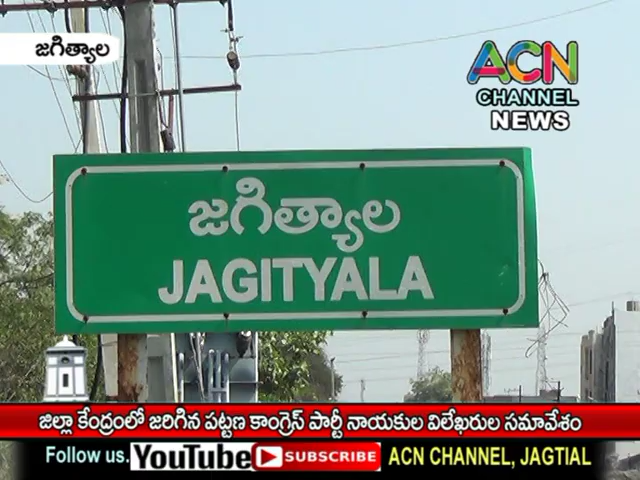 జగిత్యాల
ACN
CHANNEL
NEWS
జగిత్యాల
JAGITYALA
జిల్లా కేంద్రంలో జరిగిన పట్టణ కాంగ్రెస్ పార్టీ నాయకుల విలేఖరుల సమావేశం
Follow us. YouTube SUBSCRIBE ACN CHANNEL, JAGTIAL